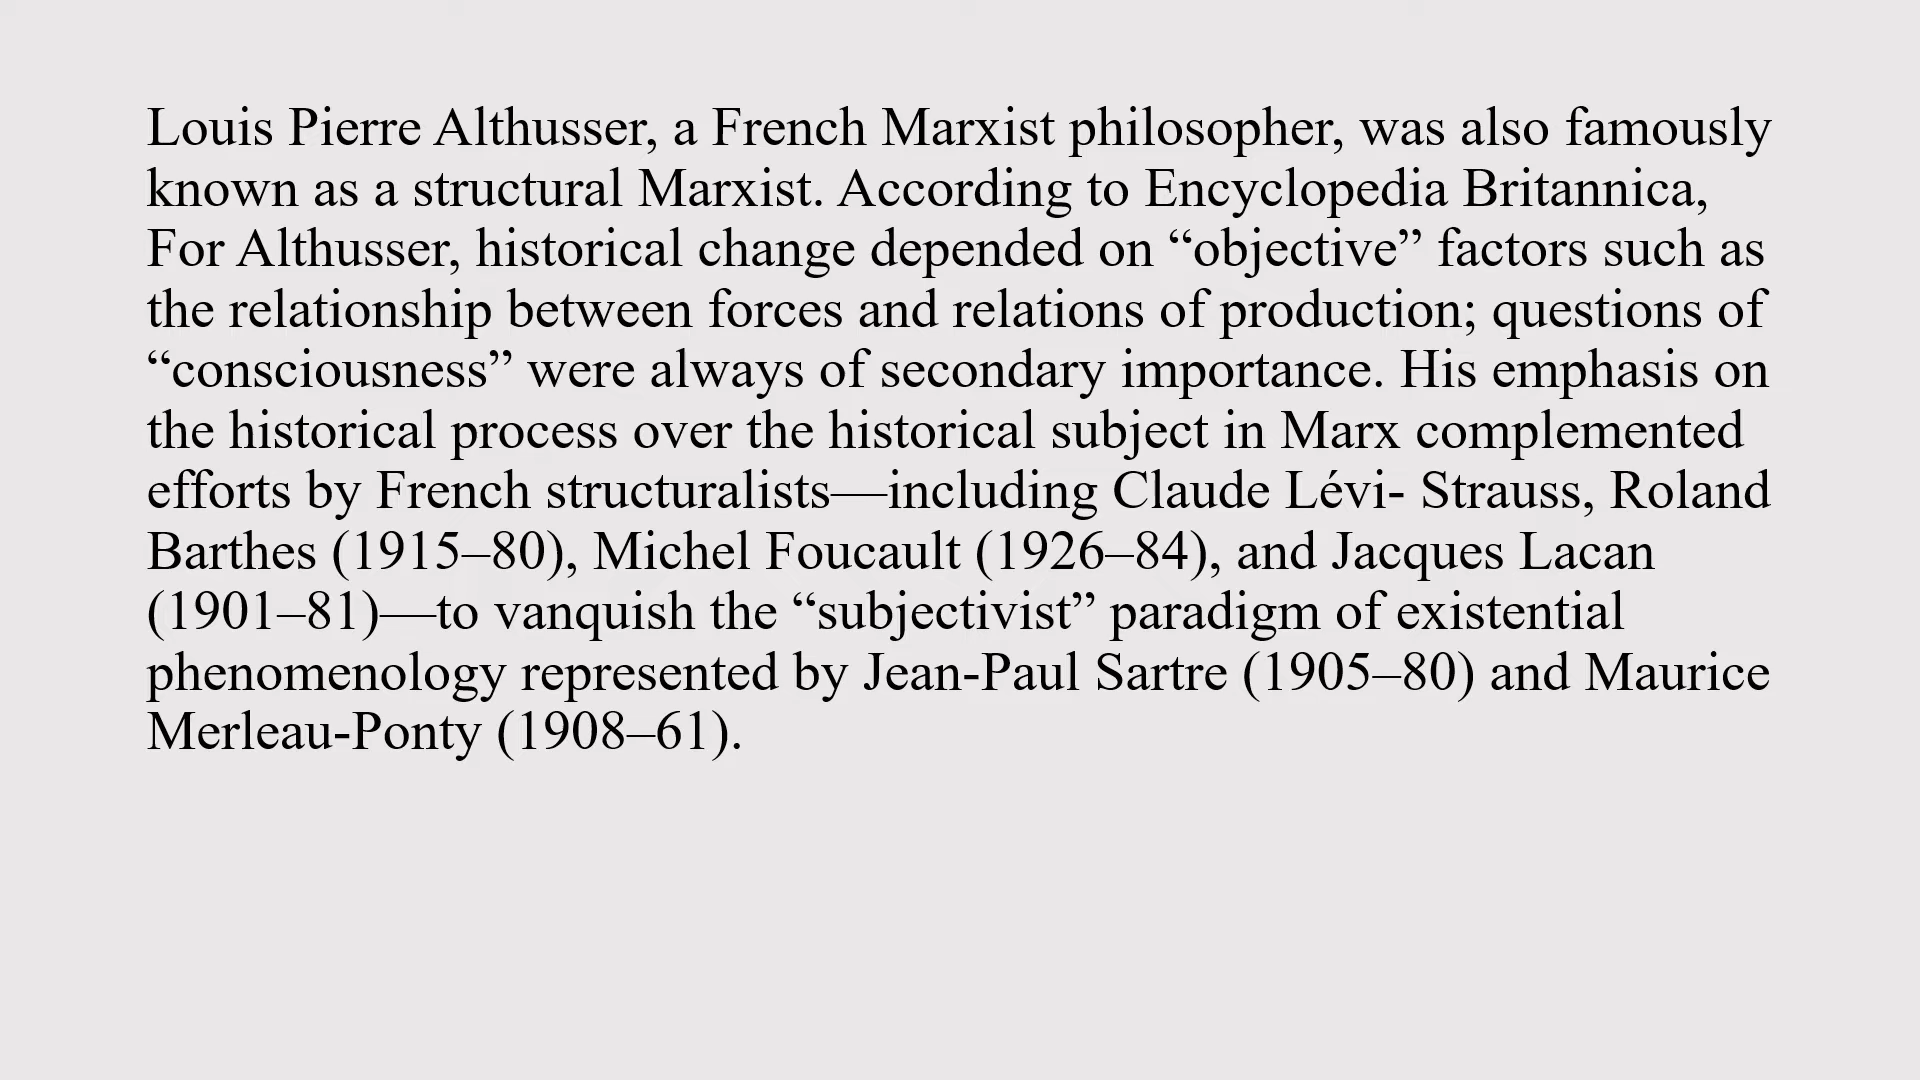 Louis Pierre Althusser, a French Marxist philosopher, was also famously
known as a structural Marxist. According to Encyclopedia Britannica,
For Althusser, historical change depended on “objective” factors such as
the relationship between forces and relations of production; questions of
“consciousness” were always of secondary importance. His emphasis on
the historical process over the historical subject in Marx complemented
efforts by French structuralists—including Claude Lévi- Strauss, Roland
Barthes (1915–80), Michel Foucault (1926–84), and Jacques Lacan
(1901–81)—to vanquish the “subjectivist” paradigm of existential
phenomenology represented by Jean-Paul Sartre (1905–80) and Maurice
Merleau-Ponty (1908–61).